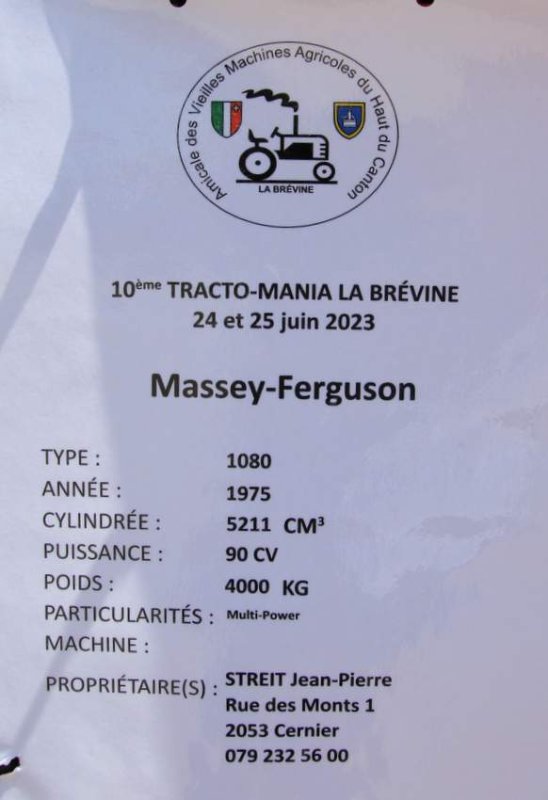 Amicale des Vieilles Machines Agricoles du Haut du Canton
LA BRÉVINE
10ème TRACTO-MANIA LA BRÉVINE
24 et 25 juin 2023
Massey-Ferguson
TYPE : 1080
ANNÉE : 1975
CYLINDRÉE : 5211 CM³
PUISSANCE : 90 CV
POIDS : 4000 KG
PARTICULARITÉS : Multi-Power
MACHINE :
PROPRIÉTAIRE(S) : STREIT Jean-Pierre
Rue des Monts 1
2053 Cernier
079 232 56 00